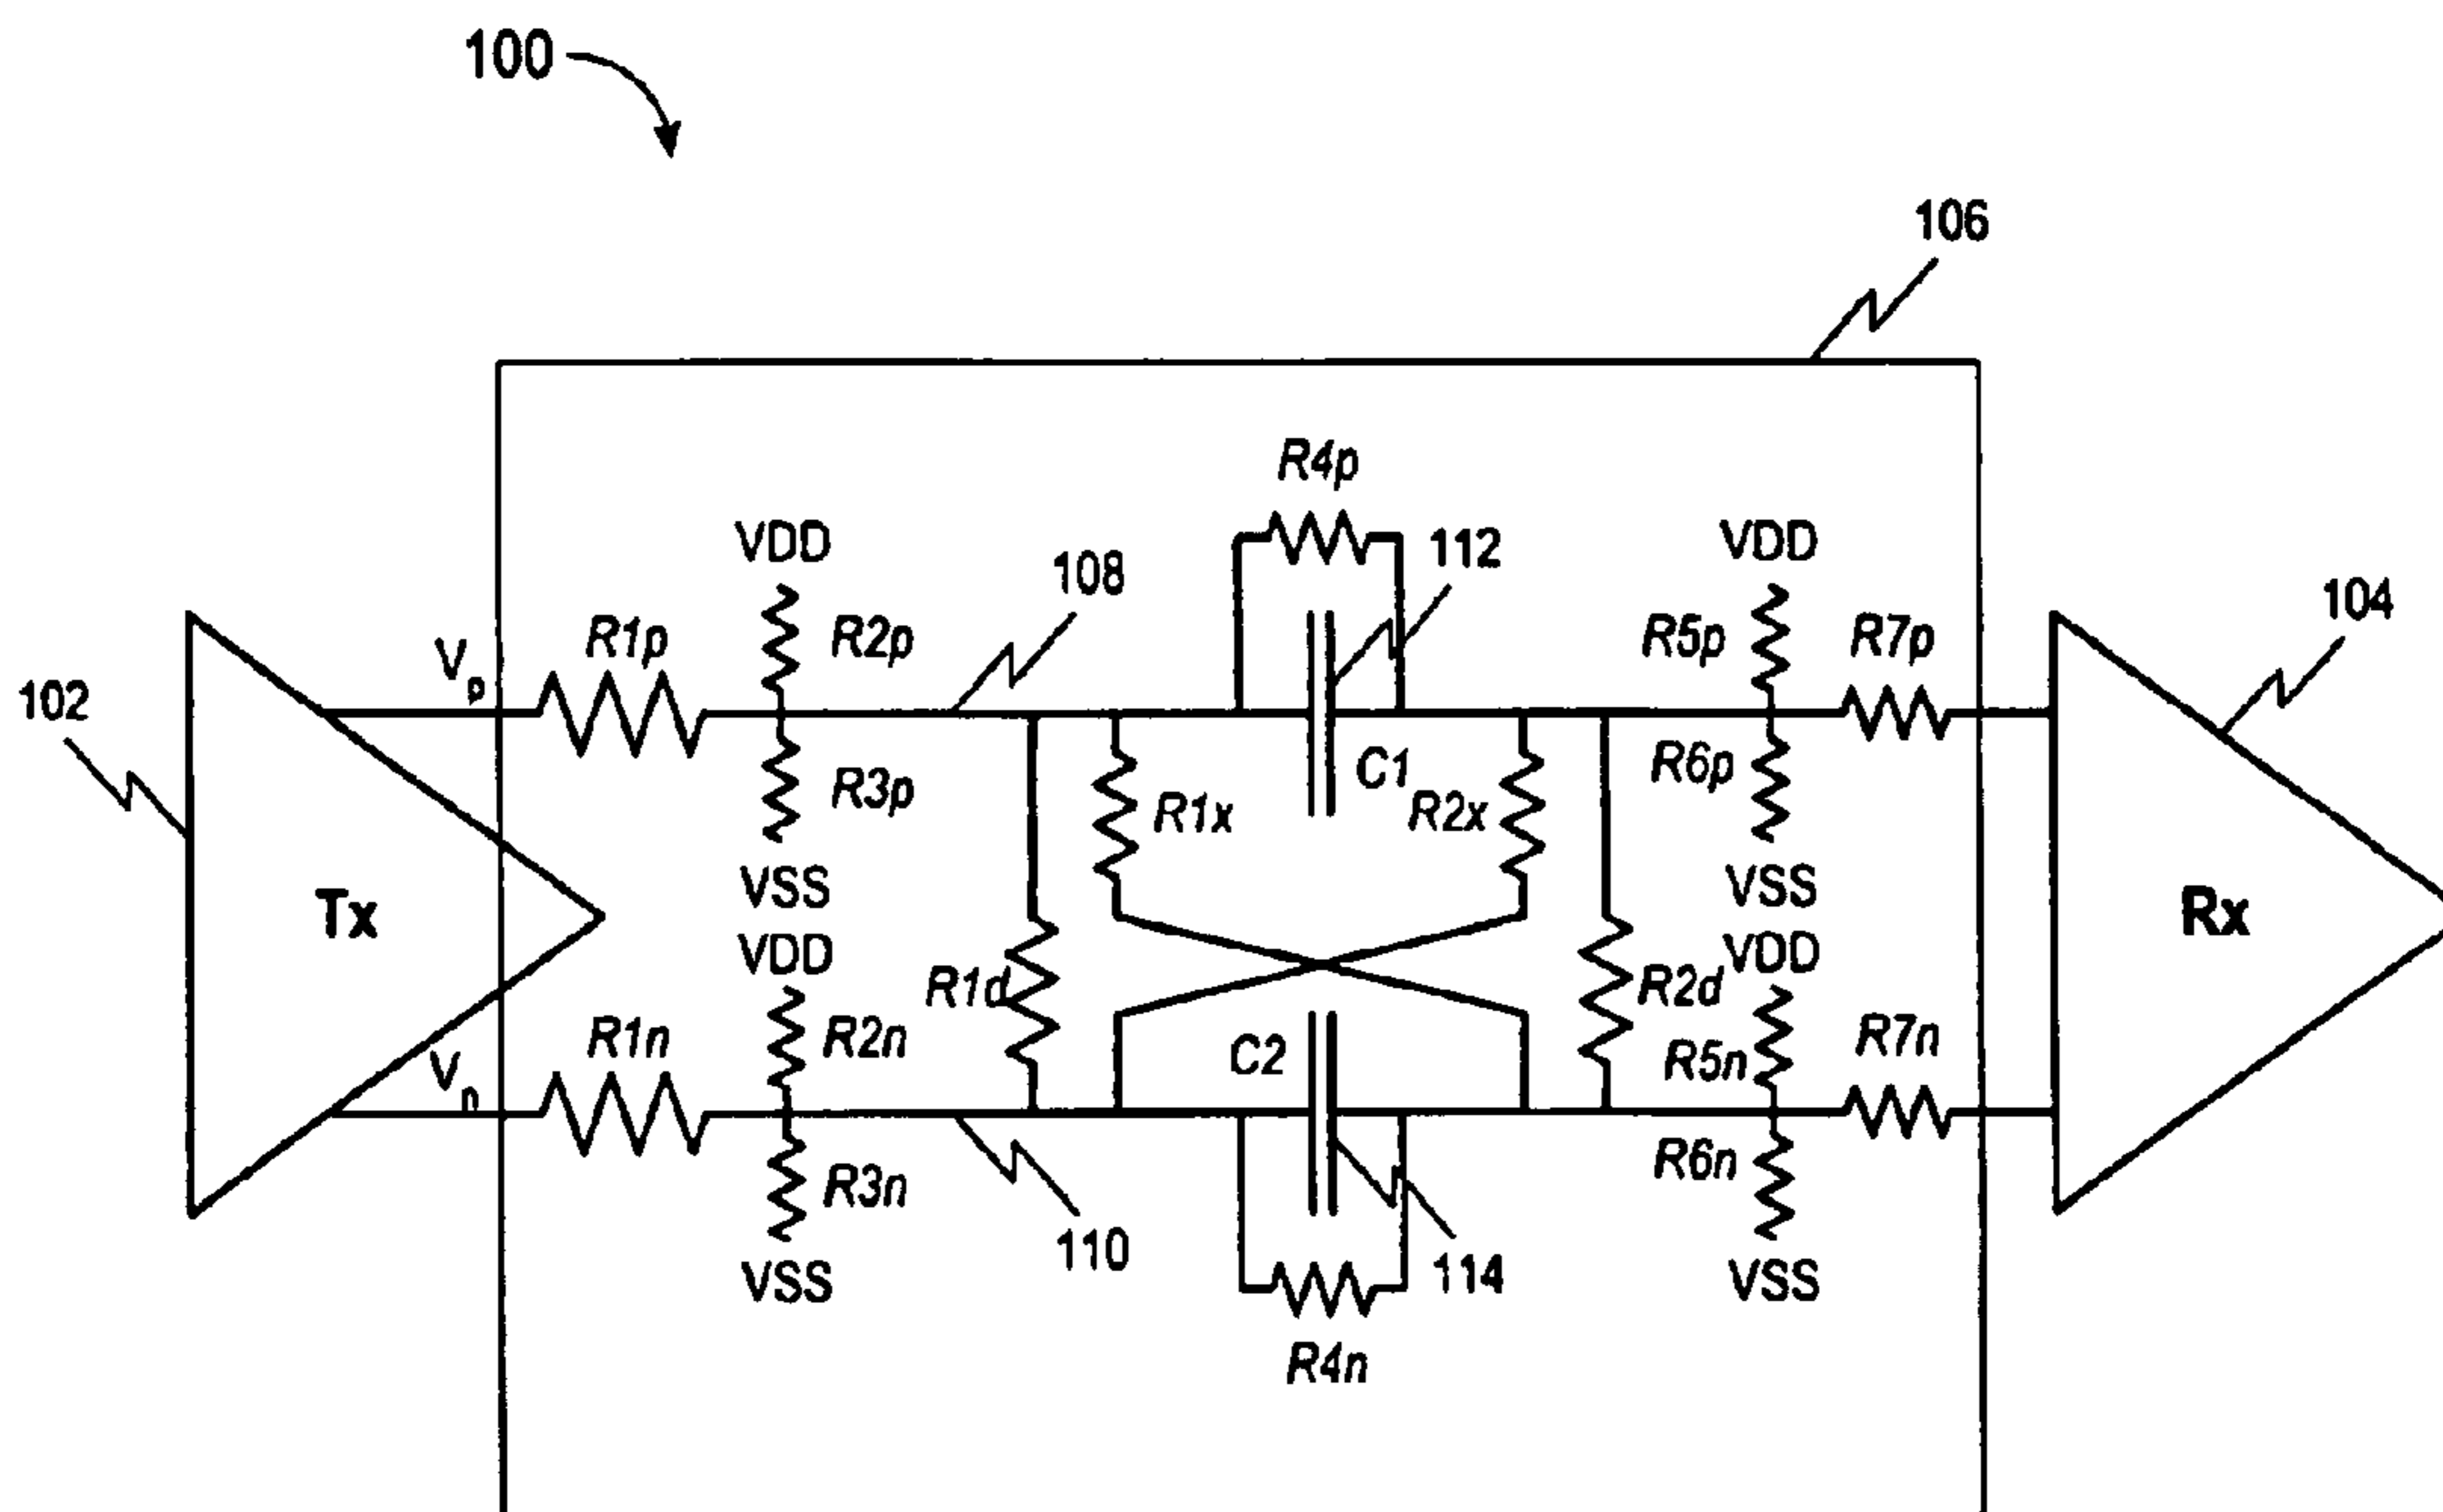 100
106
R4p
VDD
108
112
VDD
104
Vp
R1p
R2p
R5p
R7p
102
R3p
R1x
C1
R2x
R6p
VSS
VSS
Tx
VDD
VDD
Rx
R1d
R2d
R1n
R2n
C2
R5n
R7n
Vn
R3n
R6n
110
114
VSS
VSS
R4n